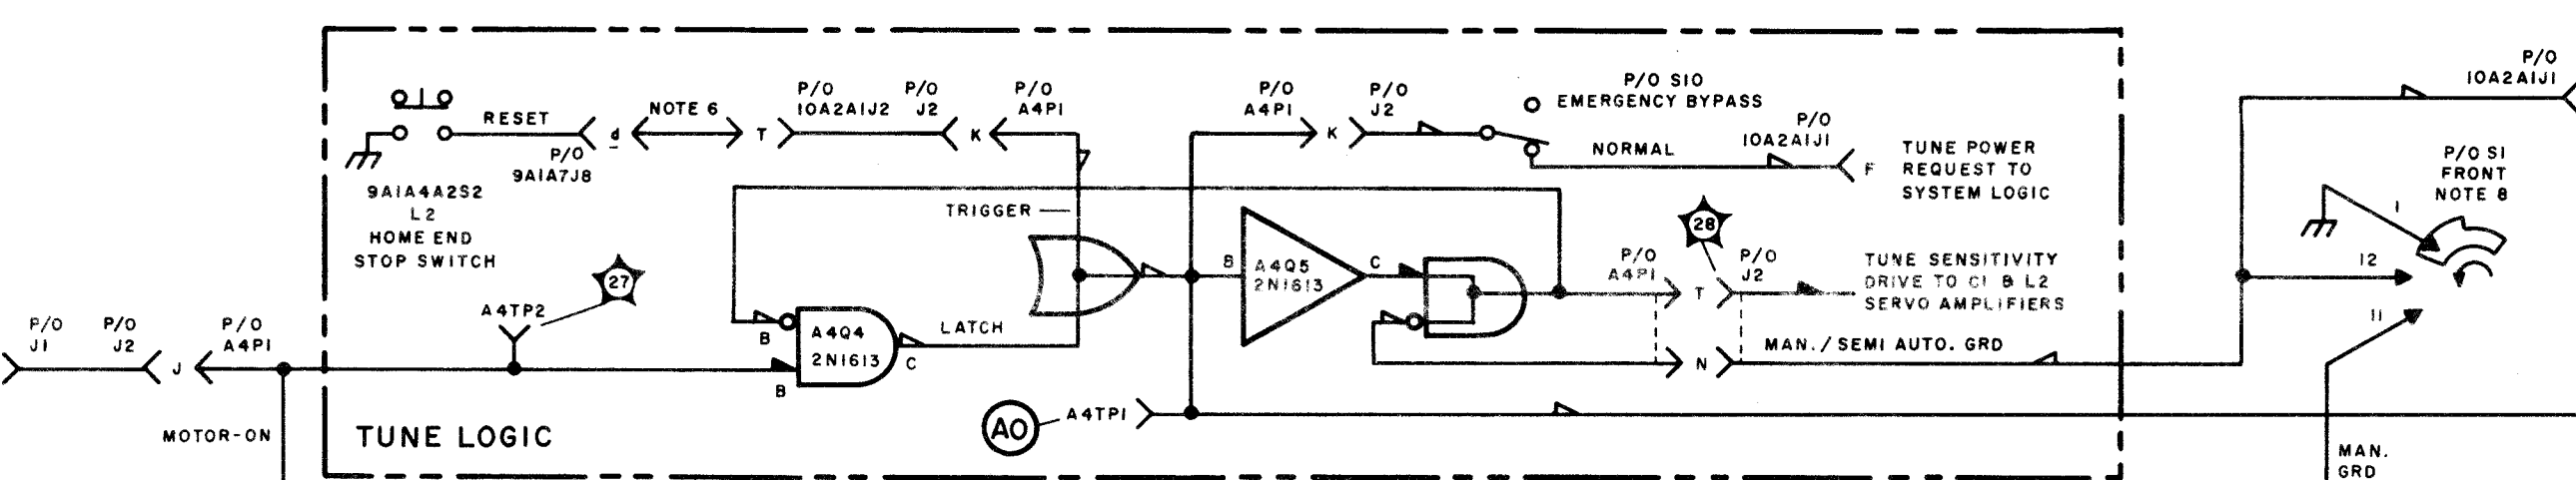 P/O
J1
P/O
J2
J
P/O
A4P1
MOTOR-ON
TUNE LOGIC
RESET
P/O
9A1A7J8
d
NOTE 6
T
P/O
10A2A1J2
P/O
J2
K
P/O
A4P1
9A1A4A2S2
L2
HOME END
STOP SWITCH
A4TP2
27
TRIGGER
B
B
A4Q4
2N1613
C
LATCH
P/O
A4P1
K
P/O
J2
P/O S10
EMERGENCY BYPASS
NORMAL
P/O
10A2A1J1
F
TUNE POWER
REQUEST TO
SYSTEM LOGIC
B
A4Q5
2N1613
C
28
P/O
A4P1
T
P/O
J2
TUNE SENSITIVITY
DRIVE TO C1 & L2
SERVO AMPLIFIERS
N
MAN./SEMI AUTO. GRD
AO
A4TP1
P/O
10A2A1J1
P/O S1
FRONT
NOTE 8
1
12
11
MAN.
GRD